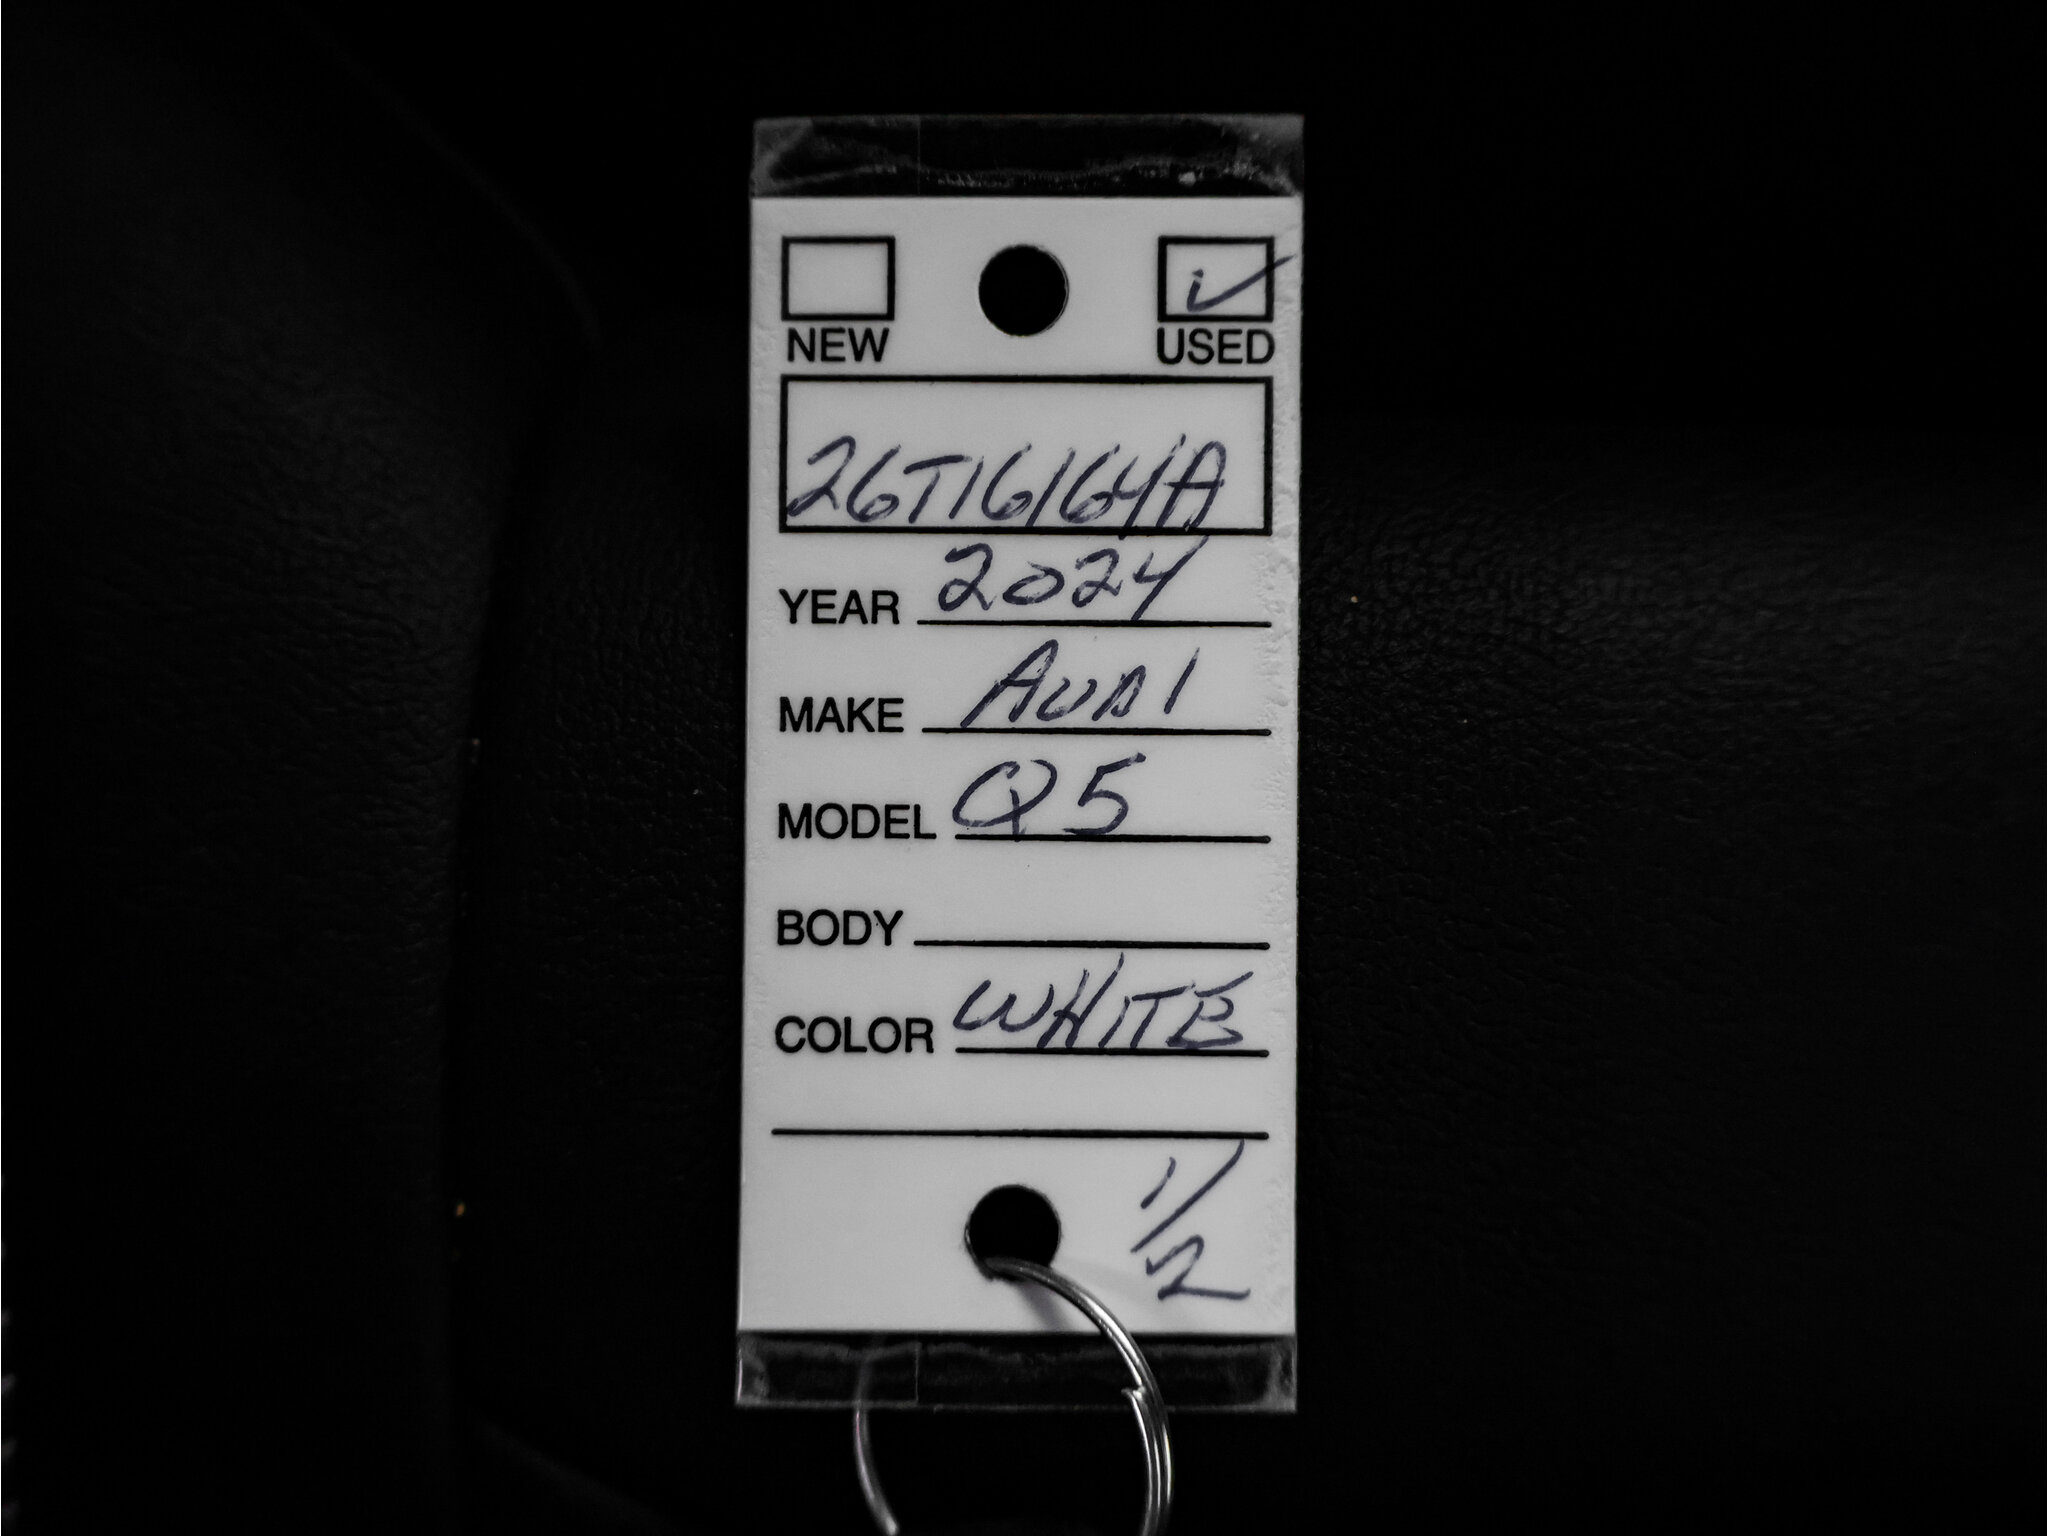 NEW USED ✓
26T16164A
YEAR 2024
MAKE AUDI
MODEL Q5
BODY
COLOR WHITE
1/2